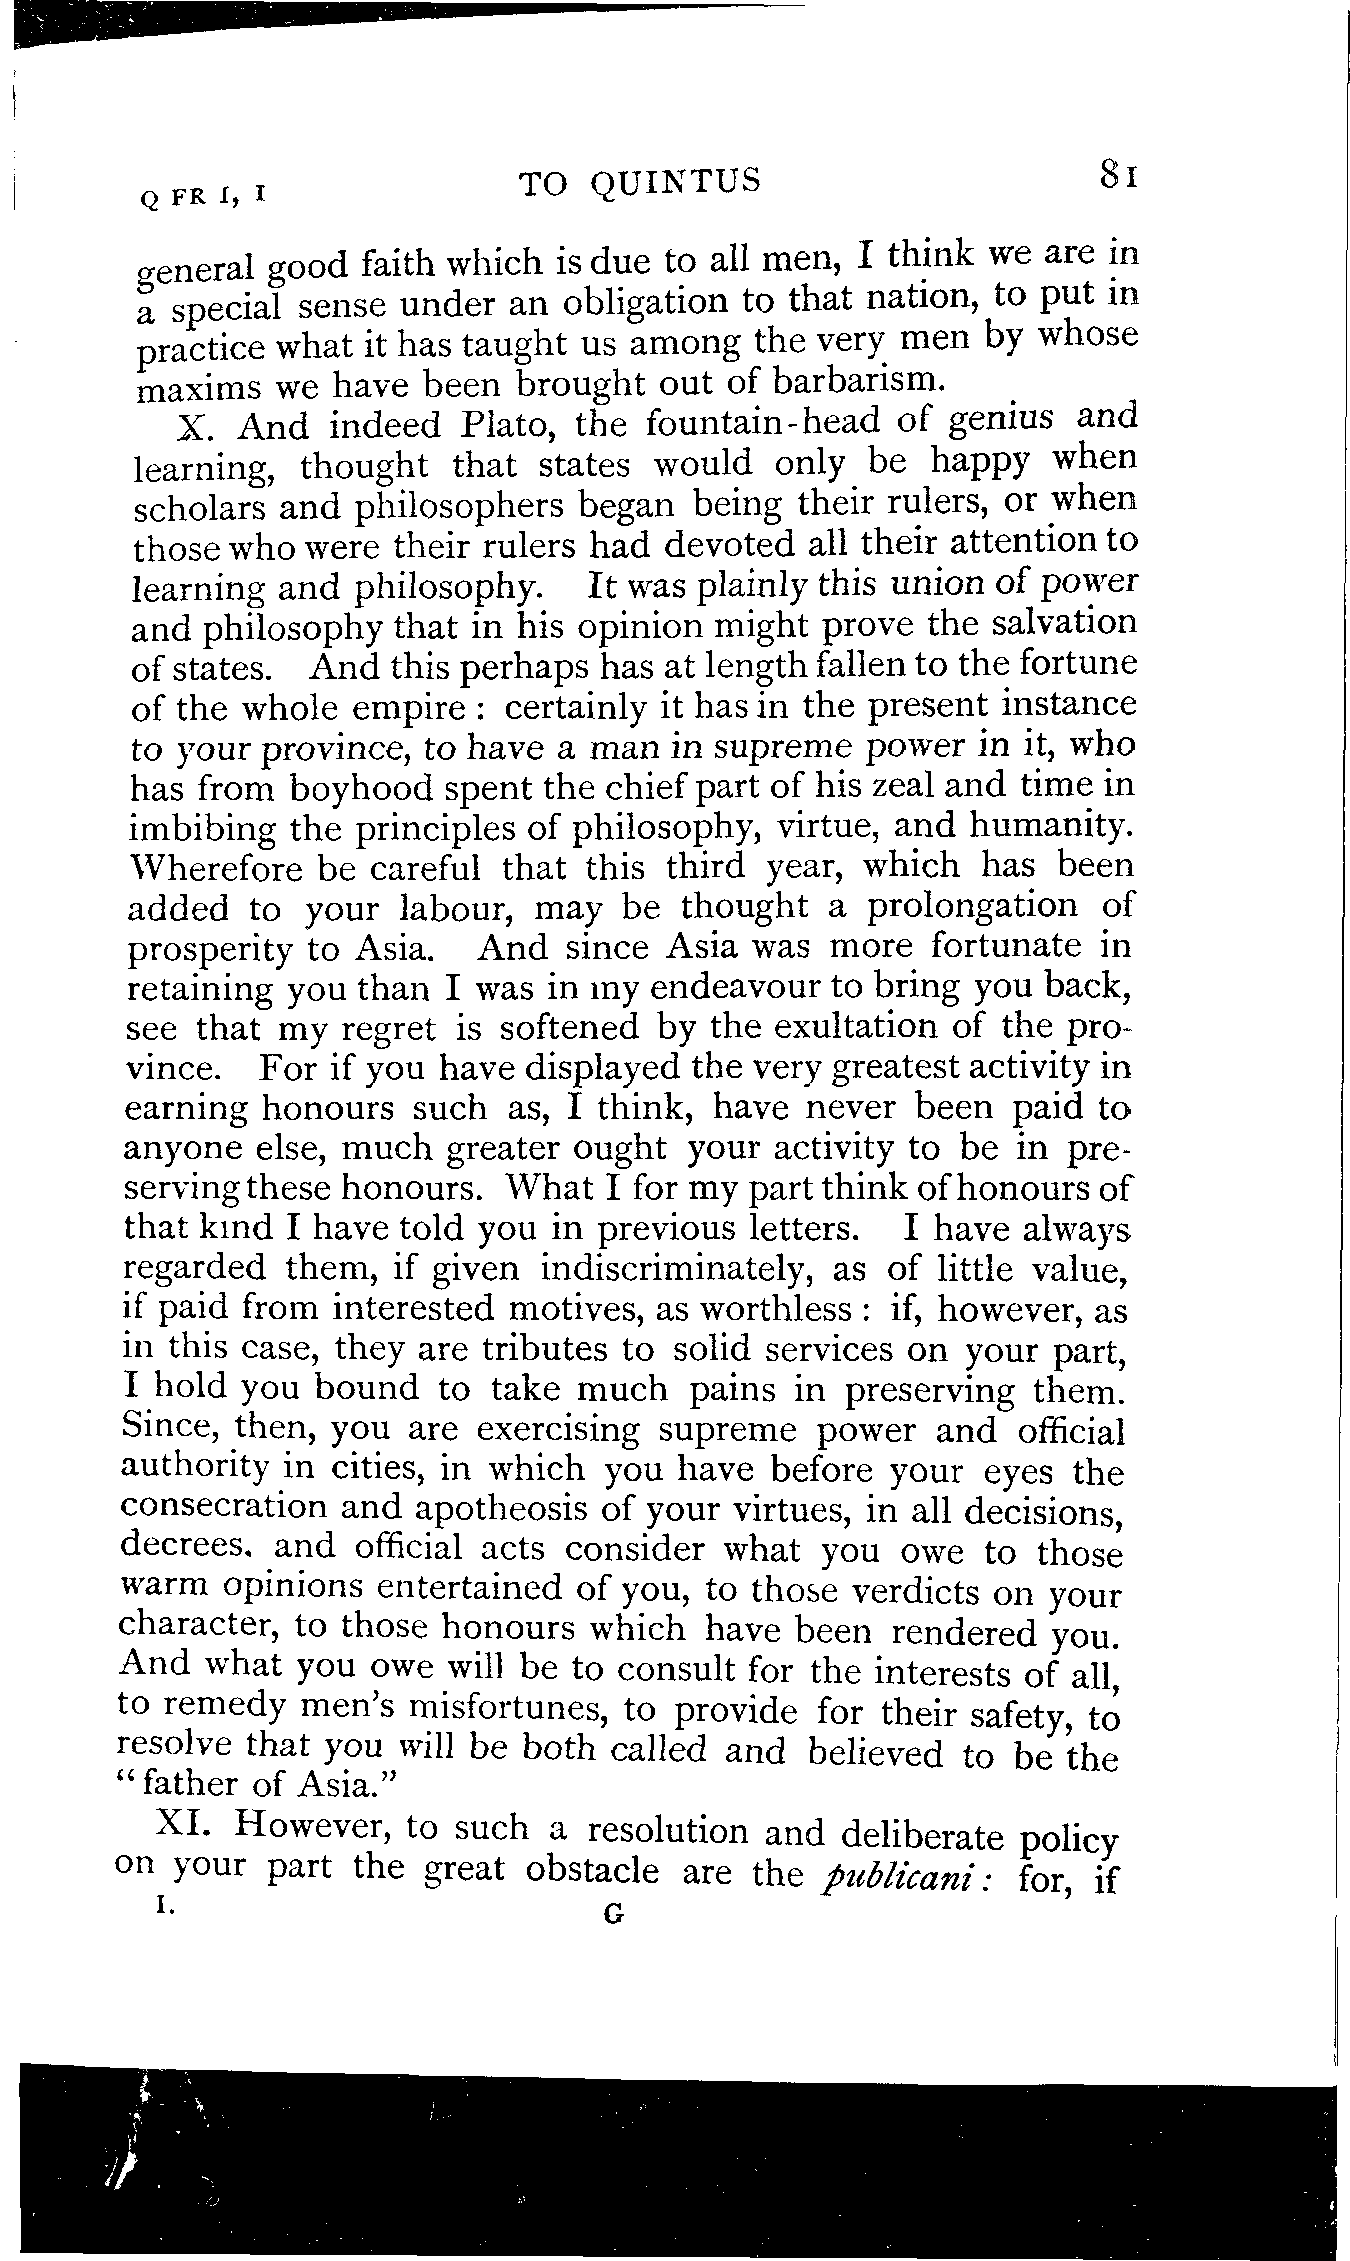 Q FR I, I TO QUINTUS 81
general good faith which is due to all men, I think we are in
a special sense under an obligation to that nation, to put in
practice what it has taught us among the very men by whose
maxims we have been brought out of barbarism.
X. And indeed Plato, the fountain-head of genius and
learning, thought that states would only be happy when
scholars and philosophers began being their rulers, or when
those who were their rulers had devoted all their attention to
learning and philosophy. It was plainly this union of power
and philosophy that in his opinion might prove the salvation
of states. And this perhaps has at length fallen to the fortune
of the whole empire : certainly it has in the present instance
to your province, to have a man in supreme power in it, who
has from boyhood spent the chief part of his zeal and time in
imbibing the principles of philosophy, virtue, and humanity.
Wherefore be careful that this third year, which has been
added to your labour, may be thought a prolongation of
prosperity to Asia. And since Asia was more fortunate in
retaining you than I was in my endeavour to bring you back,
see that my regret is softened by the exultation of the pro-
vince. For if you have displayed the very greatest activity in
earning honours such as, I think, have never been paid to
anyone else, much greater ought your activity to be in pre-
serving these honours. What I for my part think of honours of
that kind I have told you in previous letters. I have always
regarded them, if given indiscriminately, as of little value,
if paid from interested motives, as worthless : if, however, as
in this case, they are tributes to solid services on your part,
I hold you bound to take much pains in preserving them.
Since, then, you are exercising supreme power and official
authority in cities, in which you have before your eyes the
consecration and apotheosis of your virtues, in all decisions,
decrees. and official acts consider what you owe to those
warm opinions entertained of you, to those verdicts on your
character, to those honours which have been rendered you.
And what you owe will be to consult for the interests of all,
to remedy men's misfortunes, to provide for their safety, to
resolve that you will be both called and believed to be the
“father of Asia.”
XI. However, to such a resolution and deliberate policy
on your part the great obstacle are the publicani : for, if
I. G